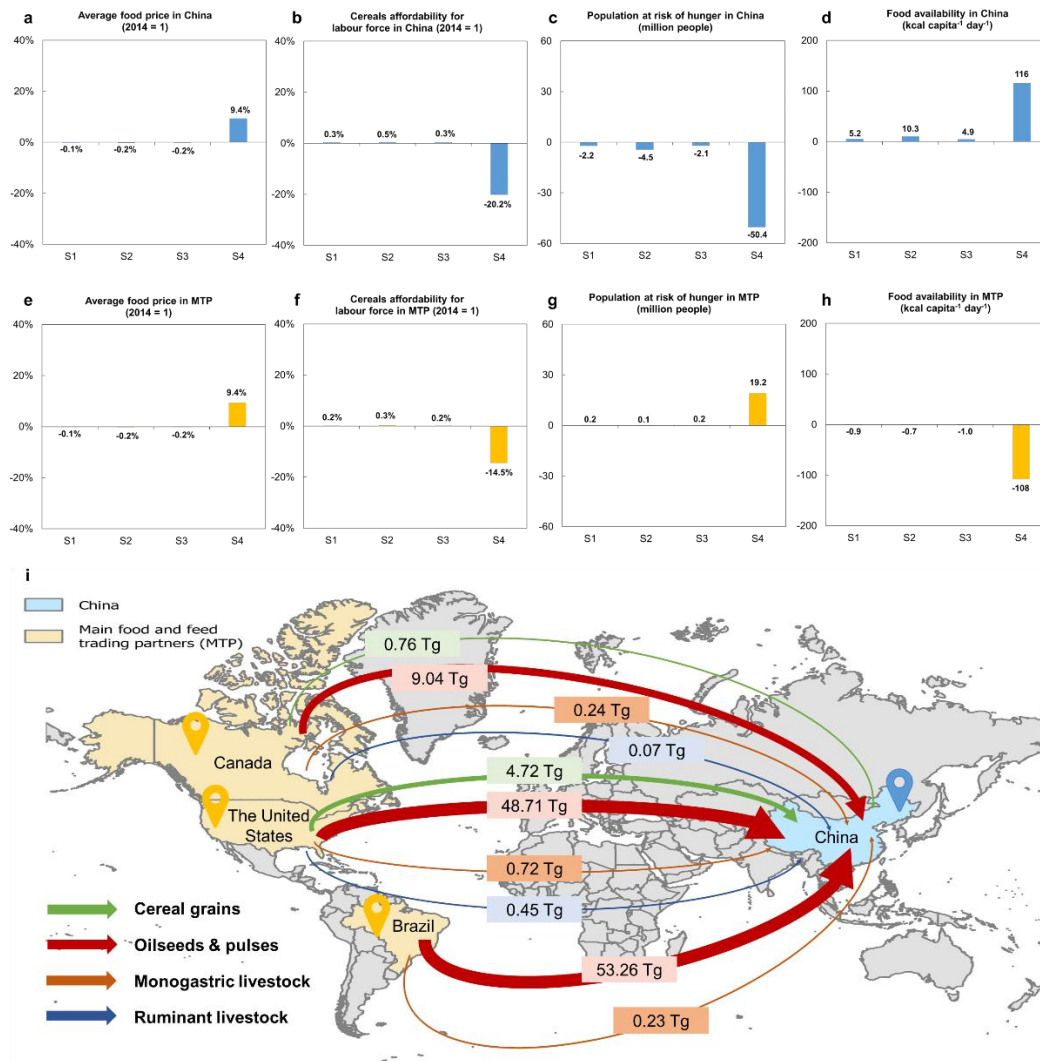 a
Average food price in China
(2014 = 1)
40%
20%
0%
-20%
-40%
-0.1%
-0.2%
-0.2%
9.4%
S1 S2 S3 S4
b
Cereals affordability for
labour force in China (2014 = 1)
40%
20%
0%
-20%
-40%
0.3%
0.5%
0.3%
-20.2%
S1 S2 S3 S4
c
Population at risk of hunger in China
(million people)
60
30
0
-30
-60
-2.2
-4.5
-2.1
-50.4
S1 S2 S3 S4
d
Food availability in China
(kcal capita⁻¹ day⁻¹)
200
100
0
-100
-200
5.2
10.3
4.9
116
S1 S2 S3 S4
e
Average food price in MTP
(2014 = 1)
40%
20%
0%
-20%
-40%
-0.1%
-0.2%
-0.2%
9.4%
S1 S2 S3 S4
f
Cereals affordability for
labour force in MTP (2014 = 1)
40%
20%
0%
-20%
-40%
0.2%
0.3%
0.2%
-14.5%
S1 S2 S3 S4
g
Population at risk of hunger in MTP
(million people)
60
30
0
-30
-60
0.2
0.1
0.2
19.2
S1 S2 S3 S4
h
Food availability in MTP
(kcal capita⁻¹ day⁻¹)
200
100
0
-100
-200
-0.9
-0.7
-1.0
-108
S1 S2 S3 S4
i
China
Main food and feed
trading partners (MTP)
0.76 Tg
9.04 Tg
0.24 Tg
0.07 Tg
Canada
4.72 Tg
48.71 Tg
The United
States
China
0.72 Tg
0.45 Tg
Brazil
53.26 Tg
0.23 Tg
Cereal grains
Oilseeds & pulses
Monogastric livestock
Ruminant livestock